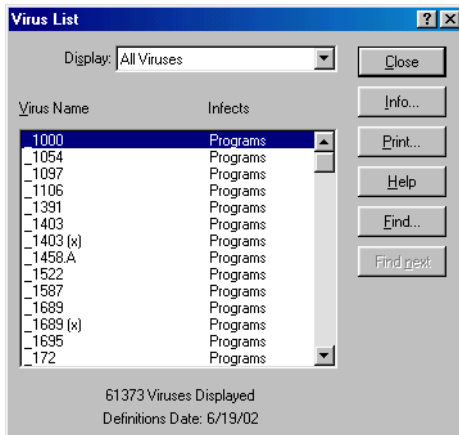 Virus List
Display: All Viruses
Close
Virus Name Infects
Info...
_1000 Programs
Print...
_1054 Programs
_1097 Programs
Help
_1106 Programs
_1391 Programs
_1403 Programs
Find...
_1403 (x) Programs
_1458.A Programs
Find next
_1522 Programs
_1587 Programs
_1689 Programs
_1689 (x) Programs
_1695 Programs
_172 Programs
61373 Viruses Displayed
Definitions Date: 6/19/02